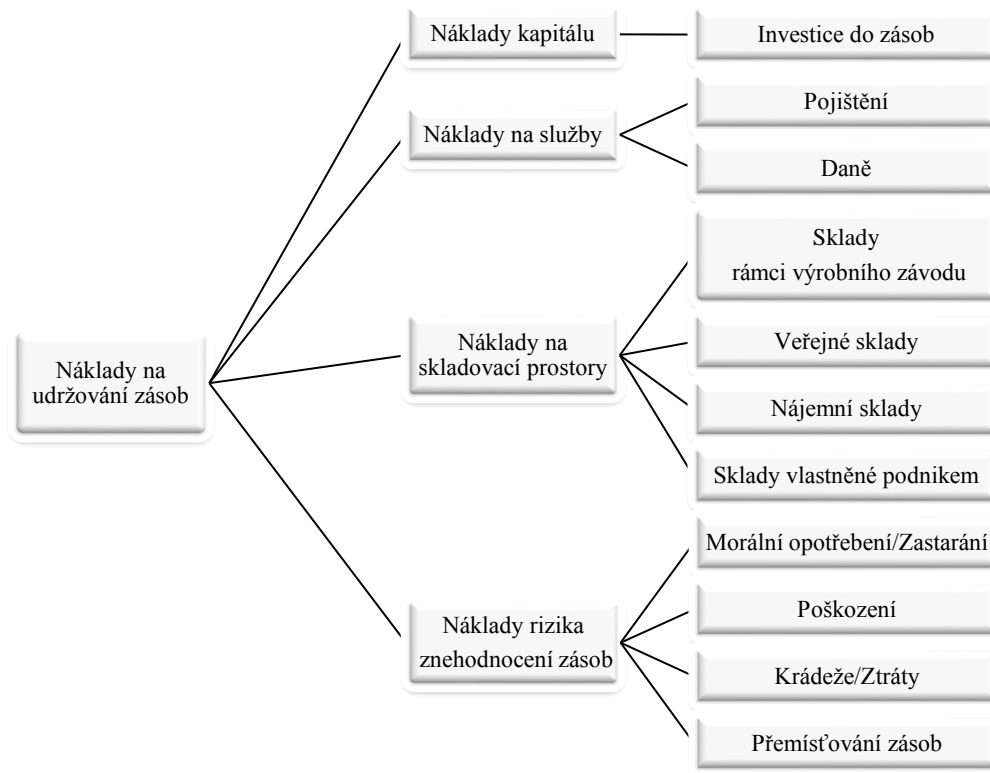 Náklady kapitálu
Investice do zásob
Náklady na služby
Pojištění
Daně
Náklady na
udržování zásob
Náklady na
skladovací prostory
Sklady
rámci výrobního závodu
Veřejné sklady
Nájemní sklady
Sklady vlastněné podnikem
Náklady rizika
znehodnocení zásob
Morální opotřebení/Zastarání
Poškození
Krádeže/Ztráty
Přemísťování zásob